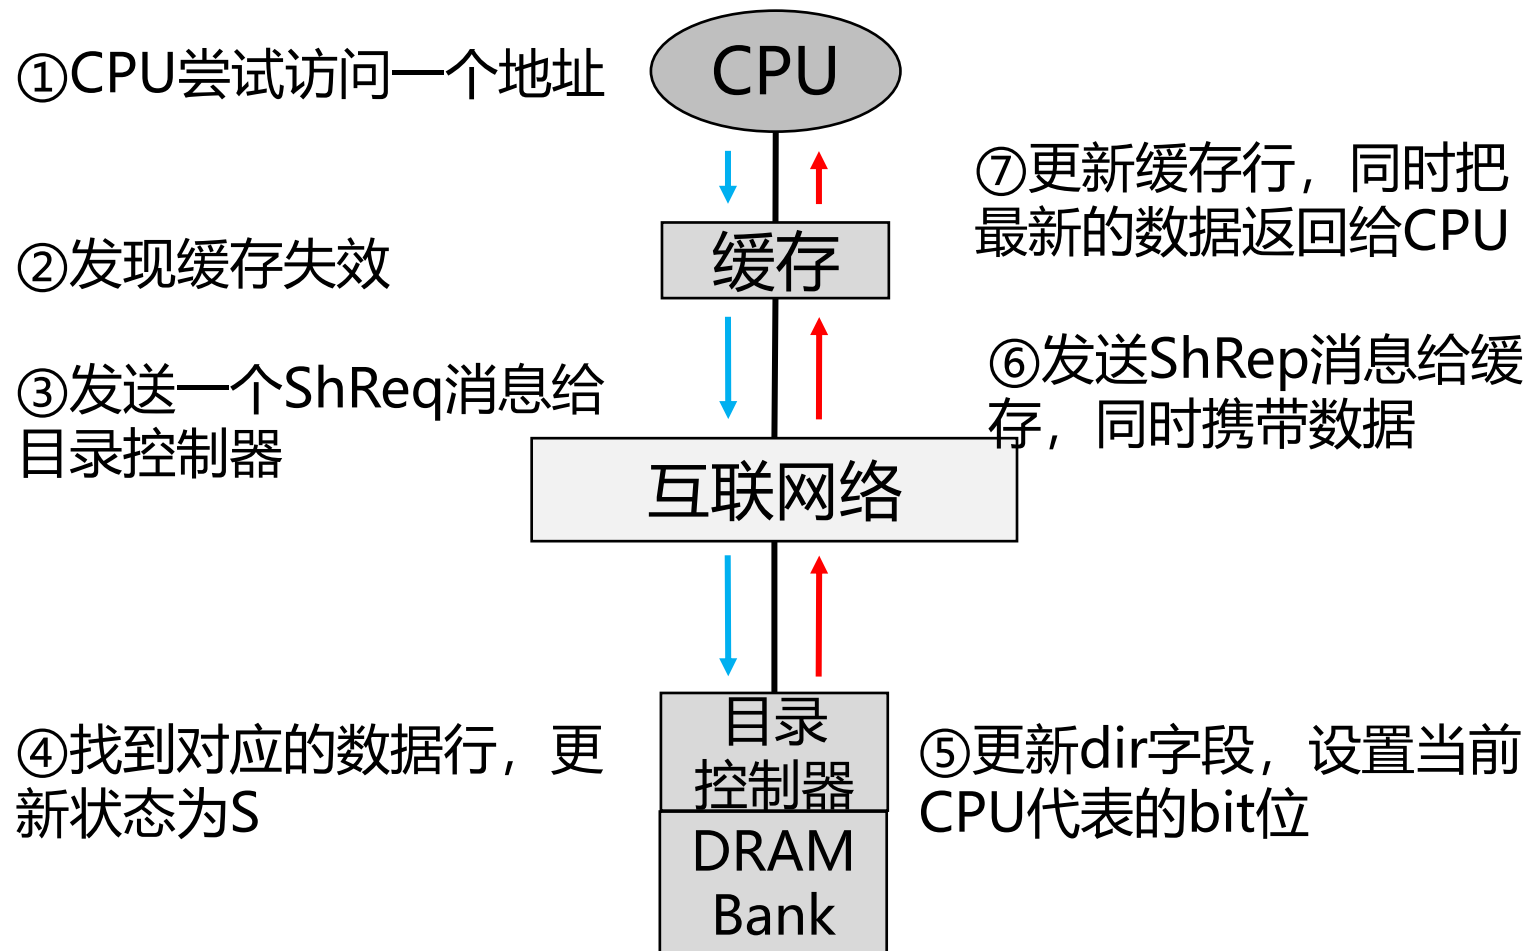 ①CPU尝试访问一个地址
CPU
⑦更新缓存行，同时把
最新的数据返回给CPU
②发现缓存失效
缓存
③发送一个ShReq消息给
目录控制器
⑥发送ShRep消息给缓
存，同时携带数据
互联网络
④找到对应的数据行，更
新状态为S
目录
控制器
⑤更新dir字段，设置当前
CPU代表的bit位
DRAM
Bank